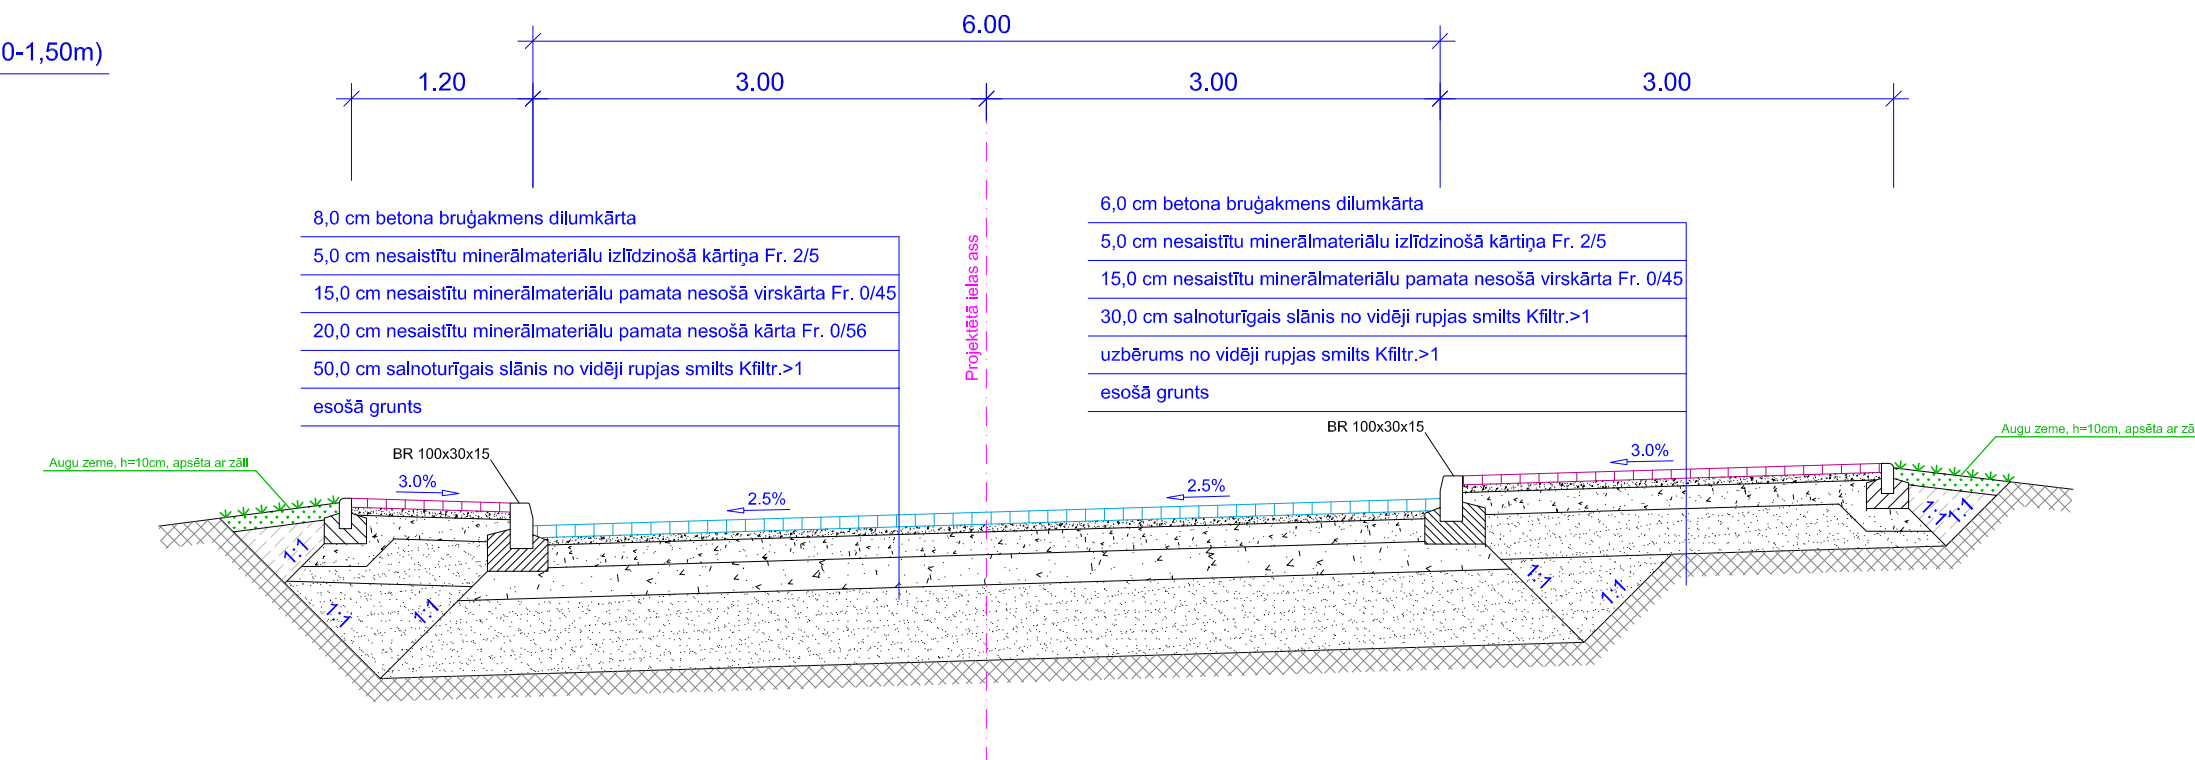 6.00
0-1,50m)
1.20
3.00
3.00
3.00
8,0 cm betona bruģakmens dilumkārta
5,0 cm nesaistītu minerālmateriālu izlīdzinošā kārtiņa Fr. 2/5
15,0 cm nesaistītu minerālmateriālu pamata nesošā virskārta Fr. 0/45
20,0 cm nesaistītu minerālmateriālu pamata nesošā kārta Fr. 0/56
50,0 cm salnoturīgais slānis no vidēji rupjas smilts Kfiltr.>1
esošā grunts
Projektētā ielas ass
6,0 cm betona bruģakmens dilumkārta
5,0 cm nesaistītu minerālmateriālu izlīdzinošā kārtiņa Fr. 2/5
15,0 cm nesaistītu minerālmateriālu pamata nesošā virskārta Fr. 0/45
30,0 cm salnoturīgais slānis no vidēji rupjas smilts Kfiltr.>1
uzbērums no vidēji rupjas smilts Kfiltr.>1
esošā grunts
Augu zeme, h=10cm, apsēta ar zāli
BR 100x30x15
BR 100x30x15
Augu zeme, h=10cm, apsēta ar zā
3.0%
2.5%
2.5%
3.0%
1:1
1:1
1:1
1:1
1:1
1:1
1:1